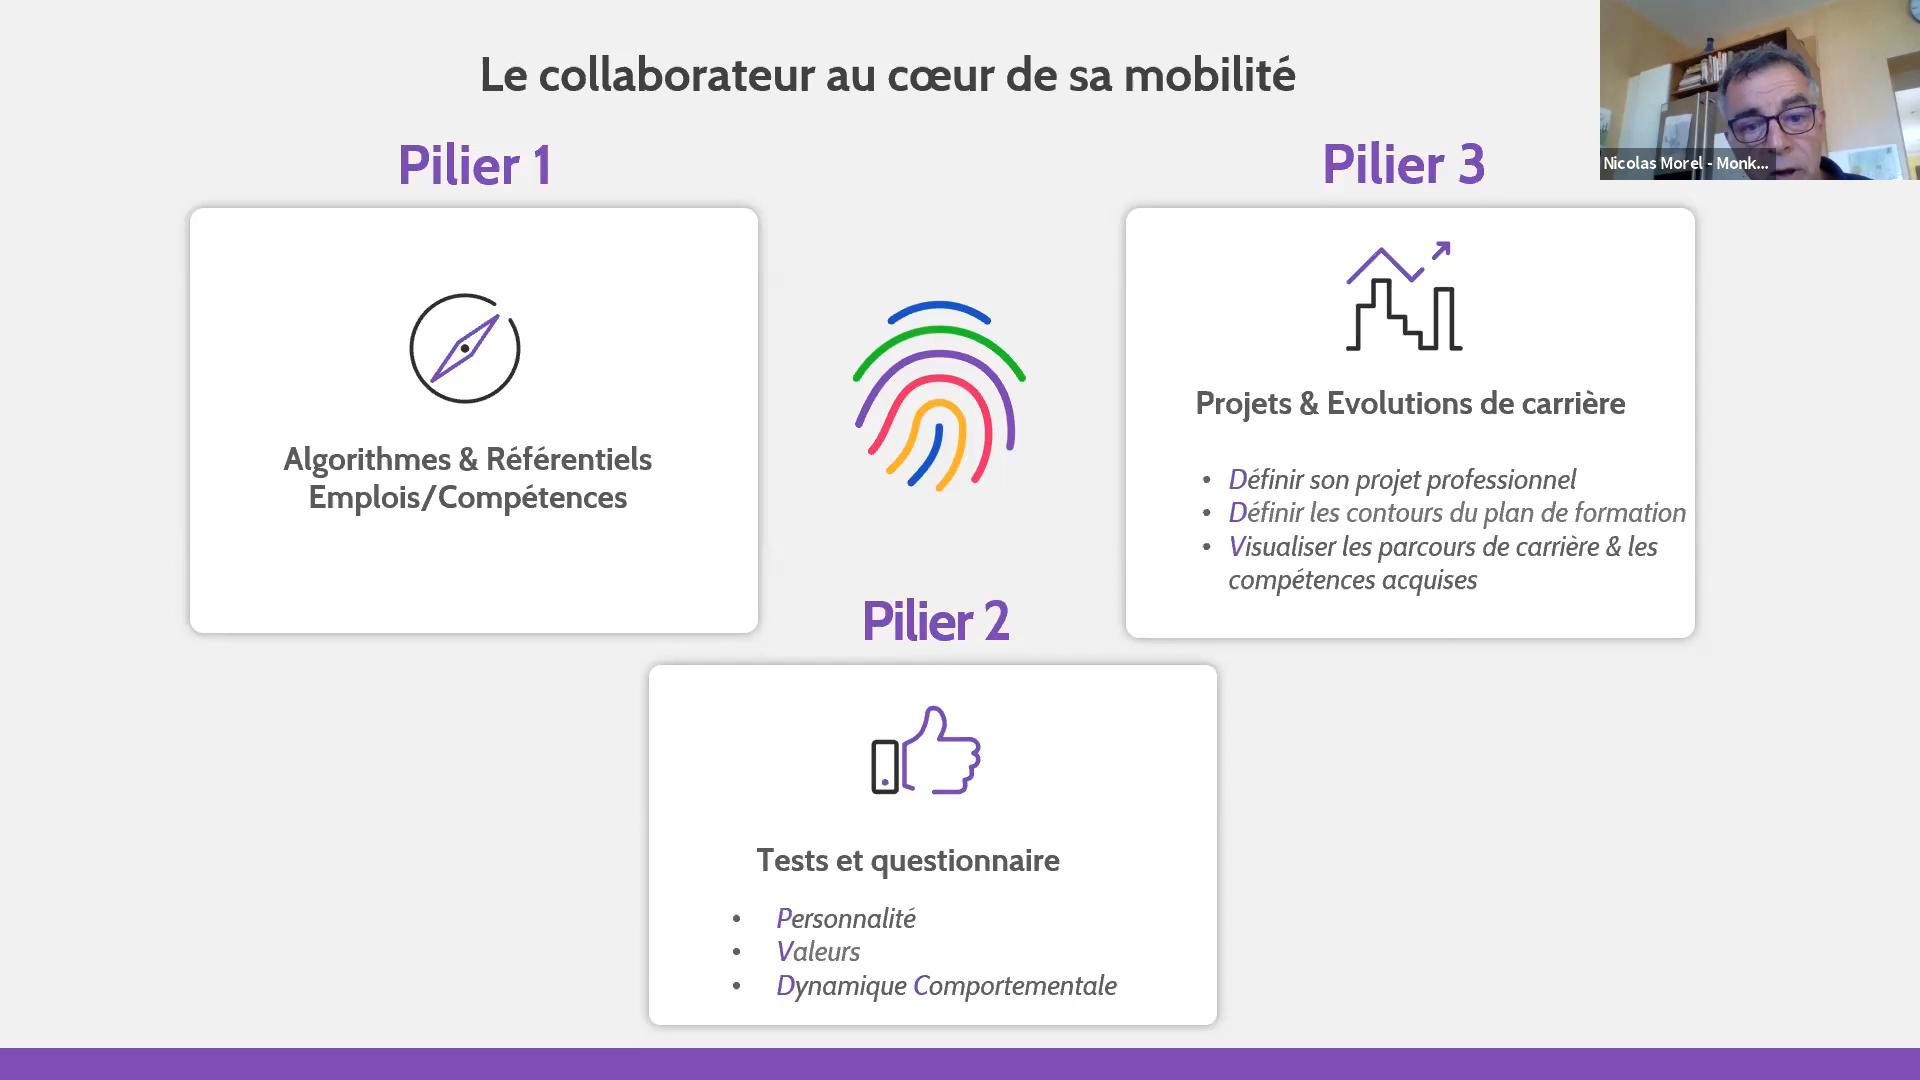 Le collaborateur au cœur de sa mobilité
Nicolas Morel - Monk...
Pilier 1
Algorithmes & Référentiels
Emplois/Compétences
Pilier 2
Tests et questionnaire
• Personnalité
• Valeurs
• Dynamique Comportementale
Pilier 3
Projets & Evolutions de carrière
• Définir son projet professionnel
• Définir les contours du plan de formation
• Visualiser les parcours de carrière & les
compétences acquises